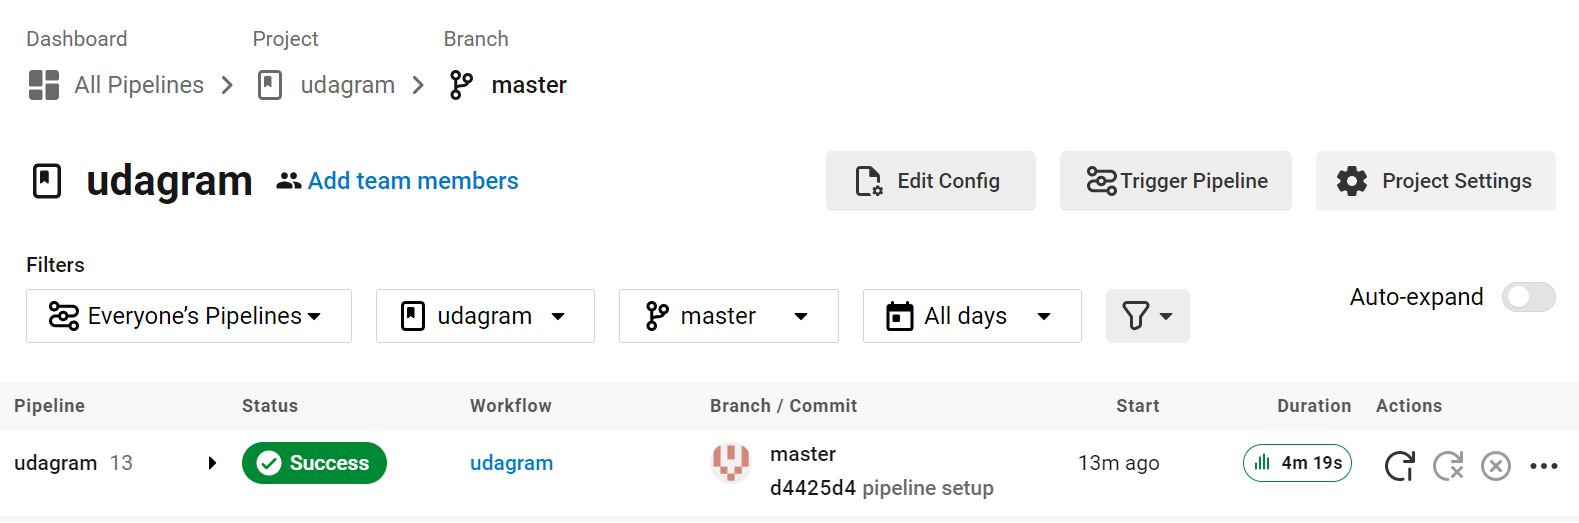 Dashboard Project Branch
All Pipelines udagram master
udagram Add team members Edit Config Trigger Pipeline Project Settings
Filters
Everyone’s Pipelines udagram master All days Auto-expand
Pipeline Status Workflow Branch / Commit Start Duration Actions
udagram 13 Success udagram master 13m ago 4m 19s
d4425d4 pipeline setup